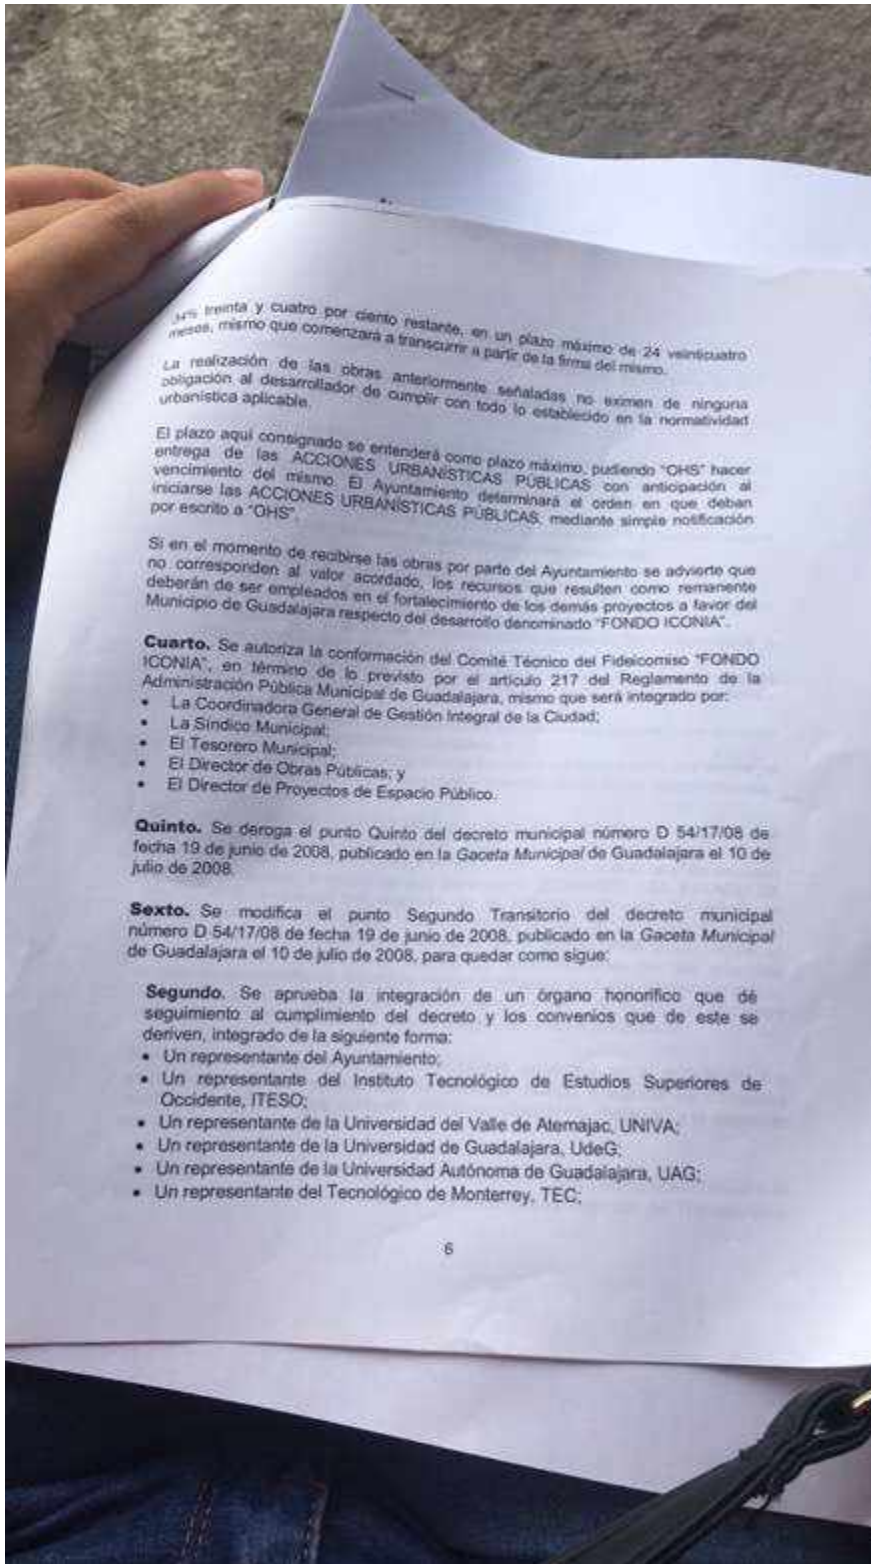 34% treinta y cuatro por ciento restante, en un plazo máximo de 24 veinticuatro
meses, mismo que comenzará a transcurrir a partir de la firma del mismo.
La realización de las obras anteriormente señaladas no eximen de ninguna
obligación al desarrollador de cumplir con todo lo establecido en la normatividad
urbanística aplicable.
El plazo aquí consignado se entenderá como plazo máximo, pudiendo "OHS" hacer
entrega de las ACCIONES URBANÍSTICAS PÚBLICAS con anticipación al
vencimiento del mismo. El Ayuntamiento determinará el orden en que deban
iniciarse las ACCIONES URBANÍSTICAS PÚBLICAS, mediante simple notificación
por escrito a "OHS".
Si en el momento de recibirse las obras por parte del Ayuntamiento se advierte que
no corresponden al valor acordado, los recursos que resulten como remanente
deberán de ser empleados en el fortalecimiento de los demás proyectos a favor del
Municipio de Guadalajara respecto del desarrollo denominado "FONDO ICONIA".
Cuarto. Se autoriza la conformación del Comité Técnico del Fideicomiso "FONDO
ICONIA", en término de lo previsto por el artículo 217 del Reglamento de la
Administración Pública Municipal de Guadalajara, mismo que será integrado por:
• La Coordinadora General de Gestión Integral de la Ciudad;
• La Síndico Municipal;
• El Tesorero Municipal;
• El Director de Obras Públicas; y
• El Director de Proyectos de Espacio Público.
Quinto. Se deroga el punto Quinto del decreto municipal número D 54/17/08 de
fecha 19 de junio de 2008, publicado en la Gaceta Municipal de Guadalajara el 10 de
julio de 2008.
Sexto. Se modifica el punto Segundo Transitorio del decreto municipal
número D 54/17/08 de fecha 19 de junio de 2008, publicado en la Gaceta Municipal
de Guadalajara el 10 de julio de 2008, para quedar como sigue:
Segundo. Se aprueba la integración de un órgano honorífico que dé
seguimiento al cumplimiento del decreto y los convenios que de este se
deriven, integrado de la siguiente forma:
• Un representante del Ayuntamiento;
• Un representante del Instituto Tecnológico de Estudios Superiores de
Occidente, ITESO;
• Un representante de la Universidad del Valle de Atemajac, UNIVA;
• Un representante de la Universidad de Guadalajara, UdeG;
• Un representante de la Universidad Autónoma de Guadalajara, UAG;
• Un representante del Tecnológico de Monterrey, TEC;
6